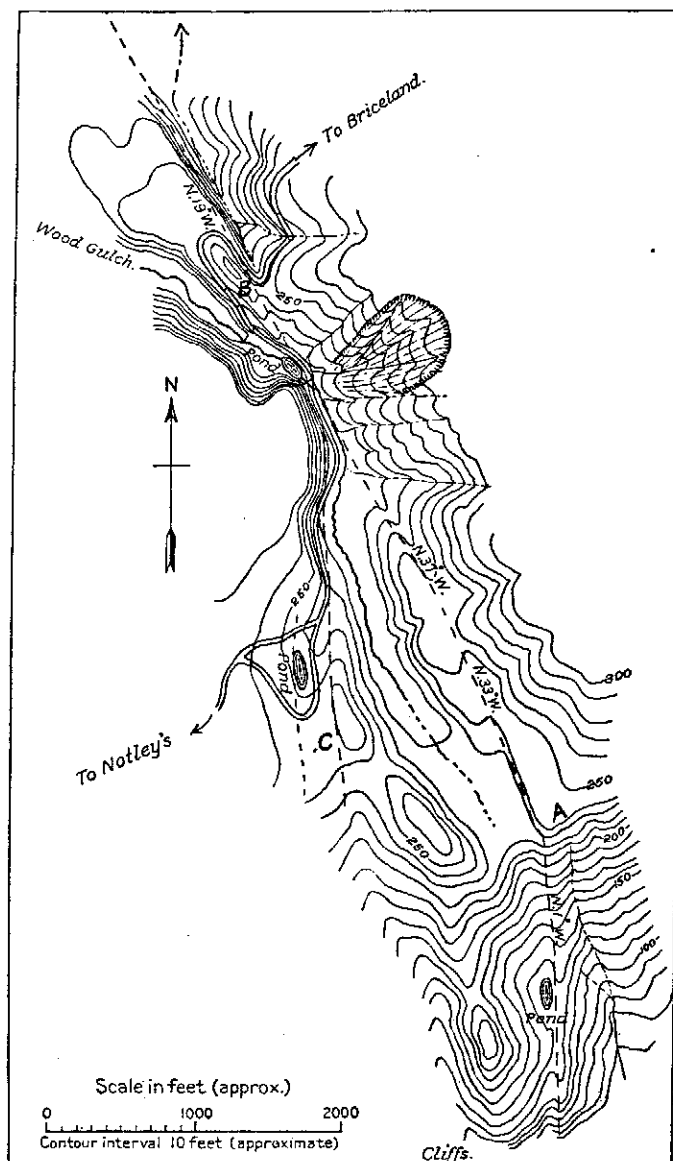 To Briceland.
N.19°W.
Wood Gulch.
B
250
Pond
N
N.37°W.
250
N.33°W.
300
Pond
To Notley's
C
250
A
250
200
150
N.1°W.
100
Pond
Scale in feet (approx.)
0 1000 2000
Contour interval 10 feet (approximate)
Cliffs.